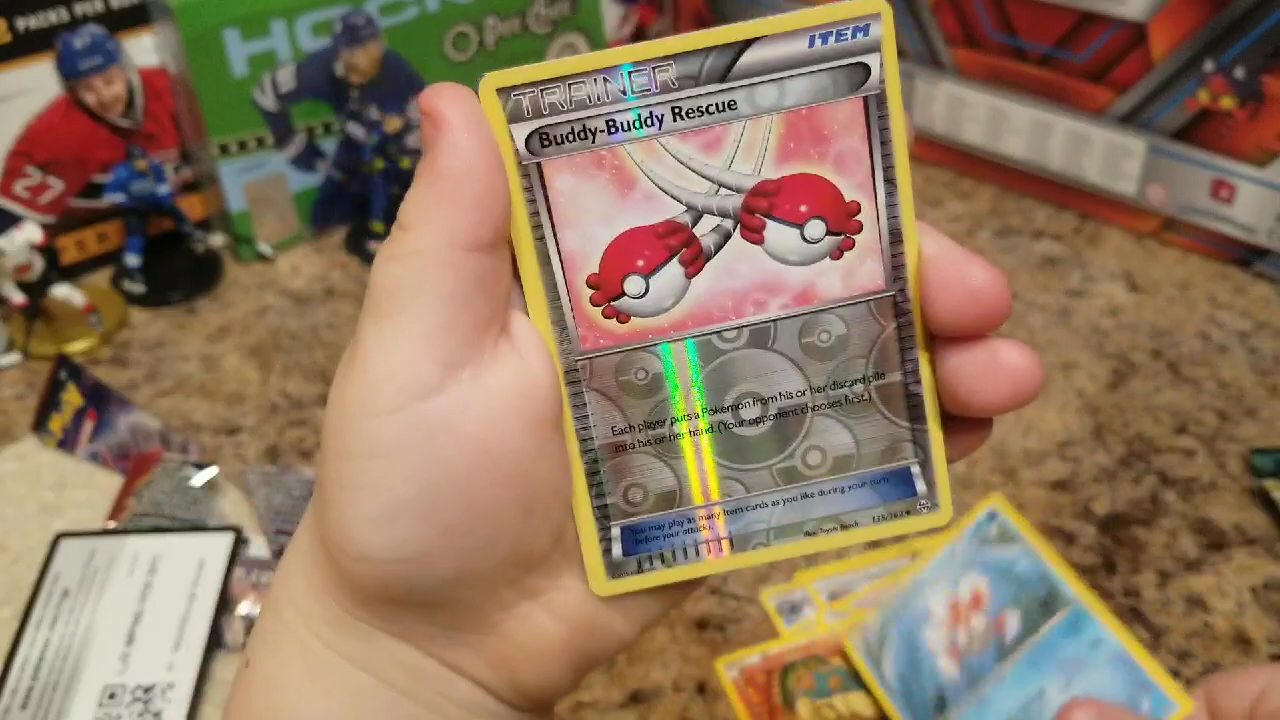 PACKS PER BO
HOCK
O-Pee-Chee
27
ITEM
TRAINER
Buddy-Buddy Rescue
Each player puts a Pokémon from his or her discard pile
into his or her hand. (Your opponent chooses first.)
You may play as many Item cards as you like during your turn
(before your attack).
Illus. Toyste Beach
135/162